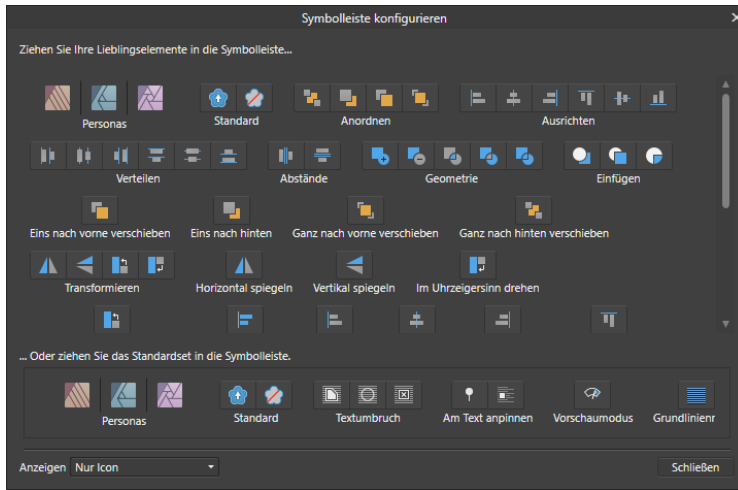 Symbolleiste konfigurieren
Ziehen Sie Ihre Lieblingselemente in die Symbolleiste...
Personas Standard Anordnen Ausrichten
Verteilen Abstände Geometrie Einfügen
Eins nach vorne verschieben Eins nach hinten Ganz nach vorne verschieben Ganz nach hinten verschieben
Transformieren Horizontal spiegeln Vertikal spiegeln Im Uhrzeigersinn drehen
... Oder ziehen Sie das Standardset in die Symbolleiste.
Personas Standard Textumbruch Am Text anpinnen Vorschaumodus Grundlinienr
Anzeigen Nur Icon Schließen